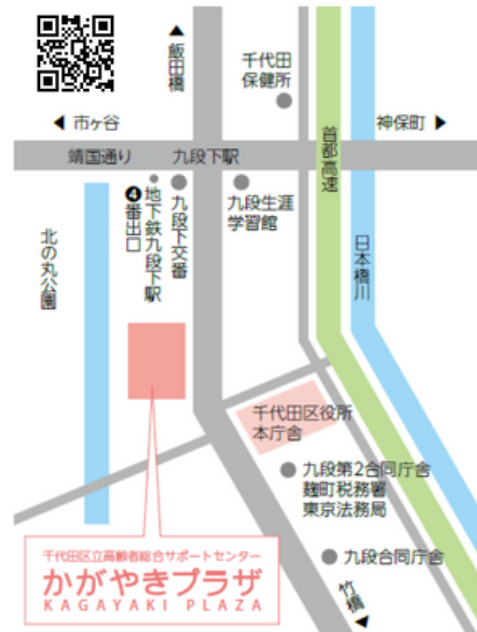 ▲
飯田橋
千代田
保健所
◀ 市ヶ谷
神保町 ▶
靖国通り
九段下駅
首都高速
日本橋川
北の丸公園
地下鉄九段下駅
❹番出口
九段下交番
九段生涯
学習館
千代田区役所
本庁舎
九段第2合同庁舎
麹町税務署
東京法務局
九段合同庁舎
竹橋
▼
千代田区立高齢者総合サポートセンター
かがやきプラザ
KAGAYAKI PLAZA